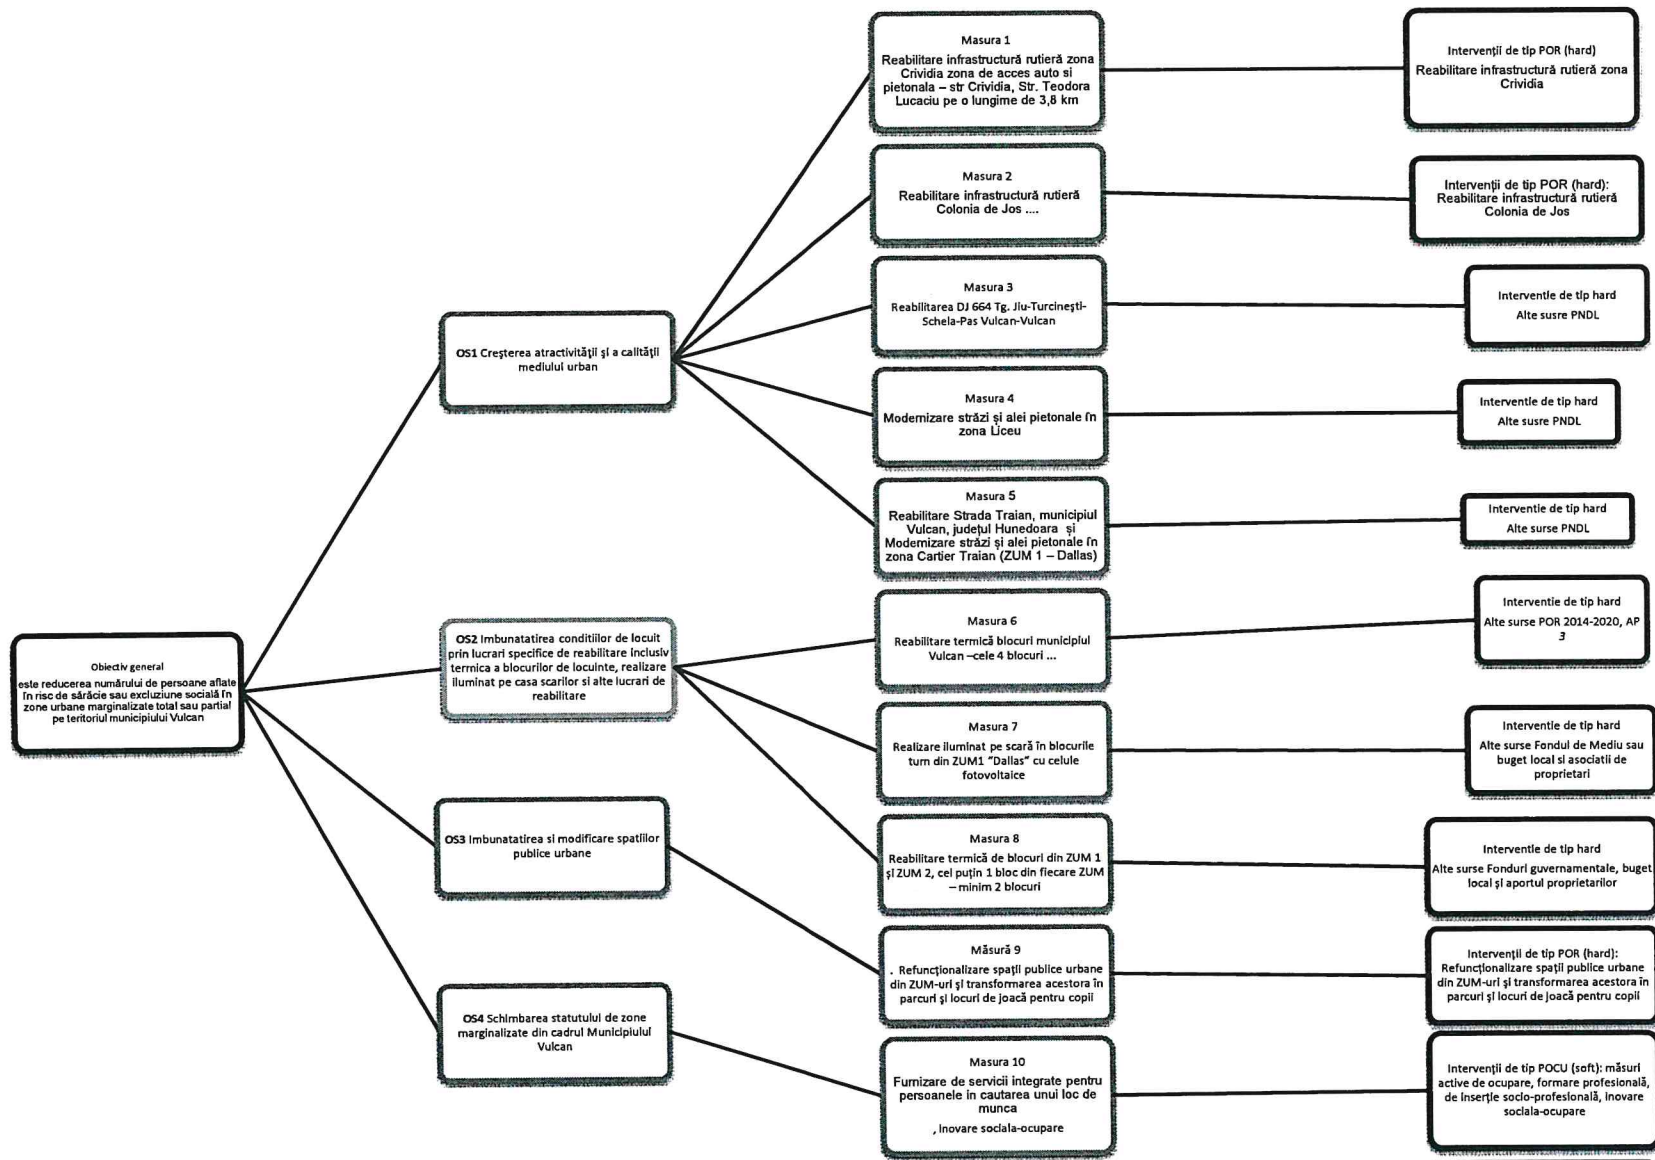 Obiectiv general
este reducerea numărului de persoane aflate
în risc de sărăcie sau excluziune socială în
zone urbane marginalizate total sau partial
pe teritoriul municipiului Vulcan
OS1 Creşterea atractivităţii şi a calităţii
mediului urban
OS2 Imbunatatirea conditiilor de locuit
prin lucrari specifice de reabilitare inclusiv
termica a blocurilor de locuinte, realizare
iluminat pe casa scarilor si alte lucrari de
reabilitare
OS3 Imbunatatirea si modificare spatiilor
publice urbane
OS4 Schimbarea statutului de zone
marginalizate din cadrul Municipiului
Vulcan
Masura 1
Reabilitare infrastructură rutieră zona
Crividia zona de acces auto si
pietonala – str Crividia, Str. Teodora
Lucaciu pe o lungime de 3,8 km
Masura 2
Reabilitare infrastructură rutieră
Colonia de Jos ....
Masura 3
Reabilitarea DJ 664 Tg. Jiu-Turcineşti-
Schela-Pas Vulcan-Vulcan
Masura 4
Modernizare străzi și alei pietonale în
zona Liceu
Masura 5
Reabilitare Strada Traian, municipiul
Vulcan, județul Hunedoara și
Modernizare străzi și alei pietonale în
zona Cartier Traian (ZUM 1 – Dallas)
Masura 6
Reabilitare termică blocuri municipiul
Vulcan –cele 4 blocuri ...
Masura 7
Realizare iluminat pe scară în blocurile
turn din ZUM1 "Dallas" cu celule
fotovoltaice
Masura 8
Reabilitare termică de blocuri din ZUM 1
și ZUM 2, cel puțin 1 bloc din fiecare ZUM
– minim 2 blocuri
Măsură 9
. Refuncționalizare spații publice urbane
din ZUM-uri și transformarea acestora în
parcuri și locuri de joacă pentru copii
Masura 10
Furnizare de servicii integrate pentru
persoanele in cautarea unui loc de
munca
, inovare sociala-ocupare
Intervenții de tip POR (hard)
Reabilitare infrastructură rutieră zona
Crividia
Intervenții de tip POR (hard):
Reabilitare infrastructură rutieră
Colonia de Jos
Interventie de tip hard
Alte susre PNDL
Interventie de tip hard
Alte susre PNDL
Interventie de tip hard
Alte surse PNDL
Interventie de tip hard
Alte surse POR 2014-2020, AP
3
Interventie de tip hard
Alte surse Fondul de Mediu sau
buget local si asociatii de
proprietari
Interventie de tip hard
Alte surse Fonduri guvernamentale, buget
local și aportul proprietarilor
Intervenții de tip POR (hard):
Refuncționalizare spații publice urbane
din ZUM-uri și transformarea acestora în
parcuri și locuri de joacă pentru copii
Intervenții de tip POCU (soft): măsuri
active de ocupare, formare profesională,
de inserție socio-profesională, inovare
sociala-ocupare